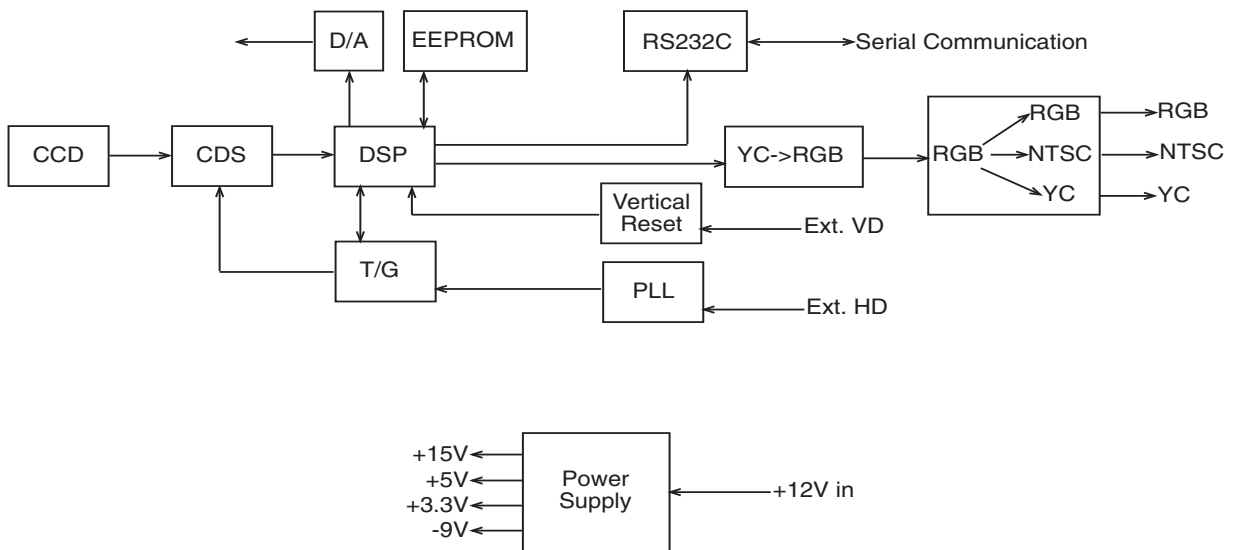 D/A
EEPROM
RS232C
Serial Communication
CCD
CDS
DSP
YC->RGB
RGB
RGB
NTSC
YC
RGB
NTSC
YC
Vertical
Reset
Ext. VD
T/G
PLL
Ext. HD
+15V
+5V
+3.3V
-9V
Power
Supply
+12V in